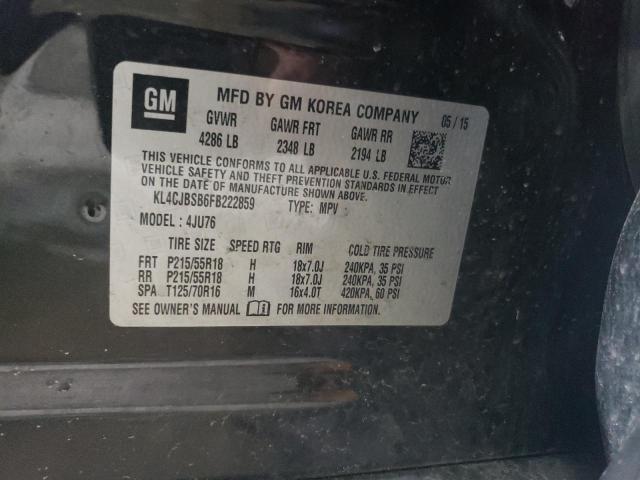 GM
MFD BY GM KOREA COMPANY 05/15
GVWR GAWR FRT GAWR RR
4286 LB 2348 LB 2194 LB
THIS VEHICLE CONFORMS TO ALL APPLICABLE U.S. FEDERAL MOTOR
VEHICLE SAFETY AND THEFT PREVENTION STANDARDS IN EFFECT
ON THE DATE OF MANUFACTURE SHOWN ABOVE.
KL4CJBSB6FB222859 TYPE: MPV
MODEL: 4JU76
TIRE SIZE SPEED RTG RIM COLD TIRE PRESSURE
FRT P215/55R18 H 18x7.0J 240KPA, 35 PSI
RR P215/55R18 H 18x7.0J 240KPA, 35 PSI
SPA T125/70R16 M 16x4.0T 420KPA, 60 PSI
SEE OWNER'S MANUAL FOR MORE INFORMATION.